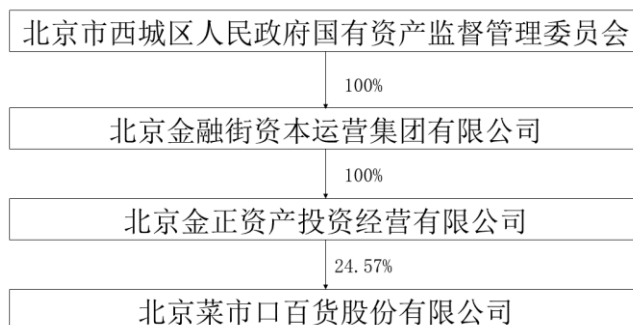 北京市西城区人民政府国有资产监督管理委员会
100%
北京金融街资本运营集团有限公司
100%
北京金正资产投资经营有限公司
24.57%
北京菜市口百货股份有限公司